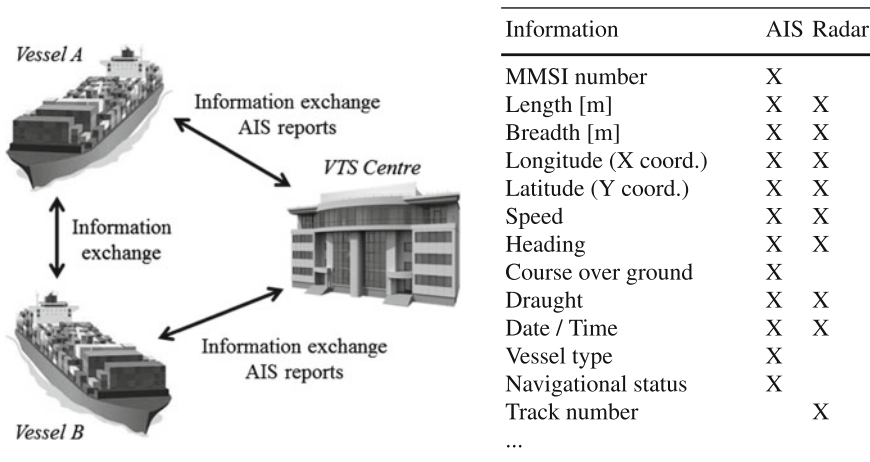 Vessel A
Information exchange
AIS reports
VTS Centre
Information
exchange
Information exchange
AIS reports
Vessel B
Information AIS Radar
MMSI number X
Length [m] X X
Breadth [m] X X
Longitude (X coord.) X X
Latitude (Y coord.) X X
Speed X X
Heading X X
Course over ground X
Draught X X
Date / Time X X
Vessel type X
Navigational status X
Track number X
...